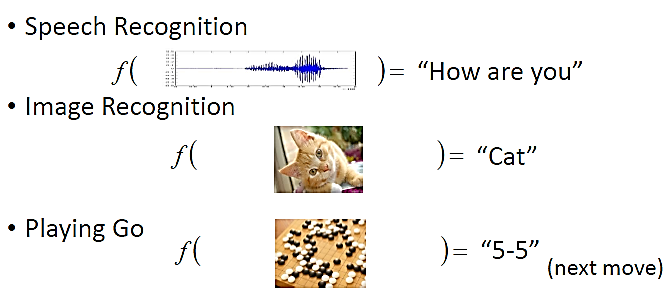 • Speech Recognition
f( )= “How are you”
• Image Recognition
f( )= “Cat”
• Playing Go
f( )= “5-5” (next move)